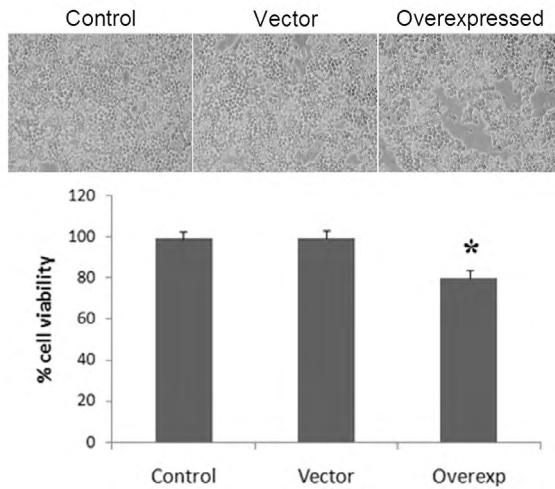 Control Vector Overexpressed
120
100
80
60
40
20
0
% cell viability
*
Control Vector Overexp